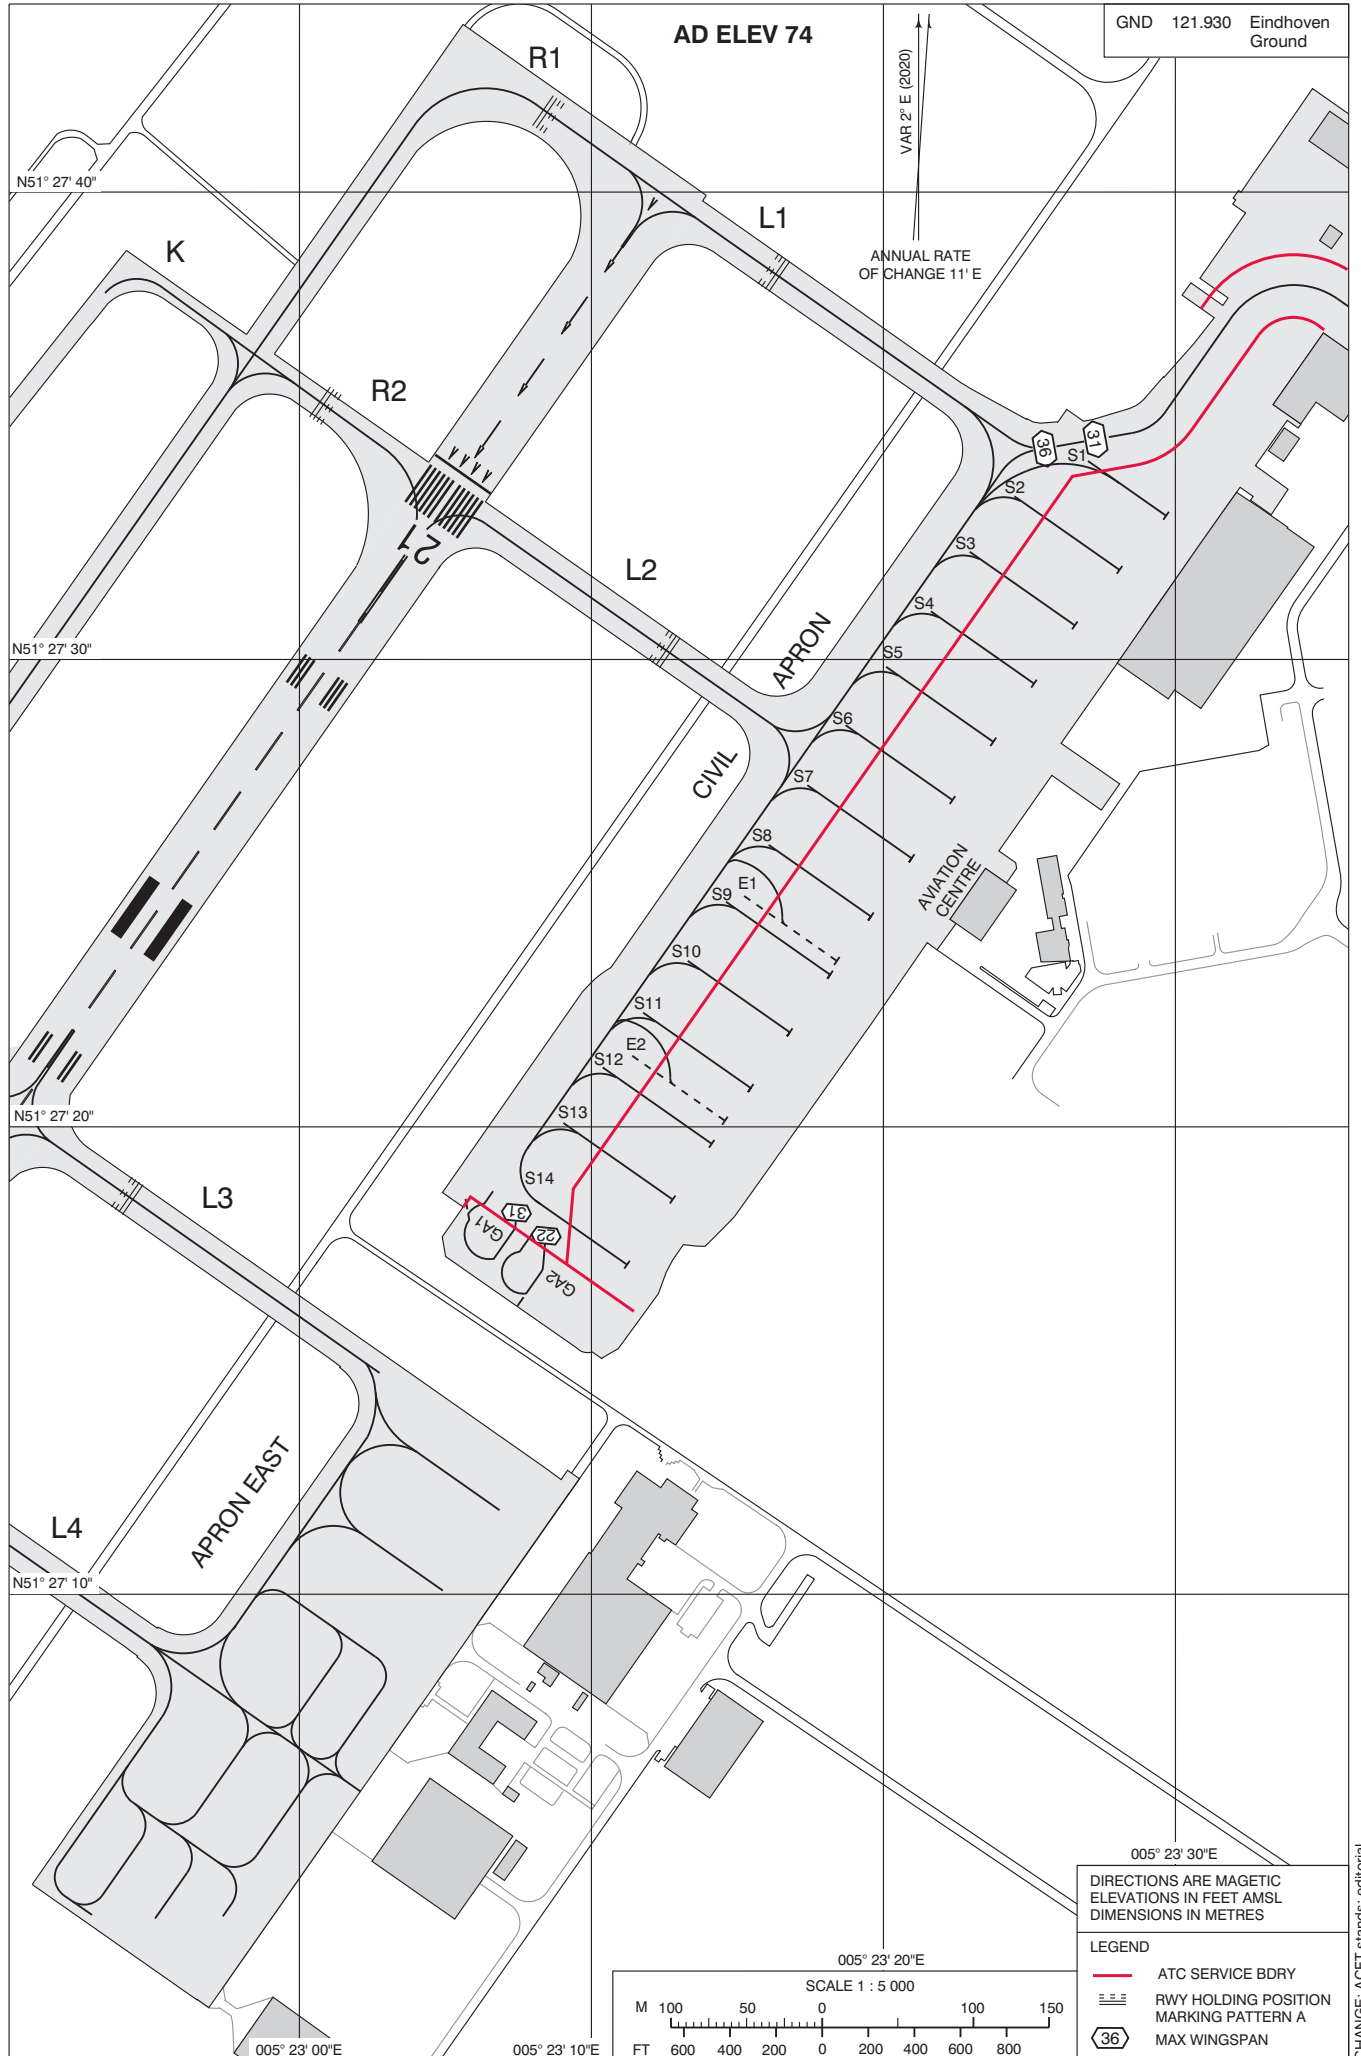 AD ELEV 74
GND 121.930 Eindhoven
Ground
R1
VAR 2° E (2020)
N51° 27' 40"
K
L1
ANNUAL RATE
OF CHANGE 11' E
R2
36
31
S1
S2
21
S3
L2
S4
APRON
N51° 27' 30"
S5
S6
CIVIL
S7
S8
AVIATION
CENTRE
E1
S9
S10
S11
E2
S12
N51° 27' 20"
S13
S14
L3
31
GA1
22
GA2
APRON EAST
L4
N51° 27' 10"
005° 23' 30"E
DIRECTIONS ARE MAGETIC
ELEVATIONS IN FEET AMSL
DIMENSIONS IN METRES
LEGEND
ATC SERVICE BDRY
RWY HOLDING POSITION
MARKING PATTERN A
36 MAX WINGSPAN
005° 23' 20"E
SCALE 1 : 5 000
M 100 50 0 100 150
FT 600 400 200 0 200 400 600 800
005° 23' 00"E
005° 23' 10"E
CHANGE: ACFT stands; editorial